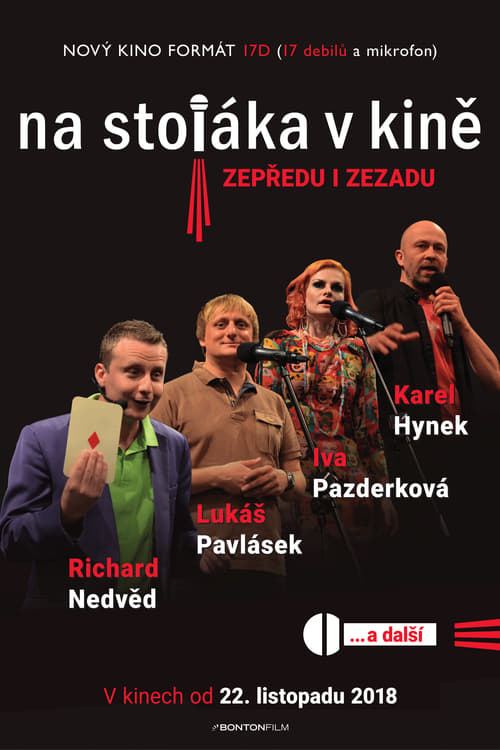 NOVÝ KINO FORMÁT 17D (17 debilů a mikrofon)
na stojáka v kině
ZEPŘEDU I ZEZADU
Karel
Hynek
Iva
Pazderková
Lukáš
Pavlásek
Richard
Nedvěd
...a další
V kinech od 22. listopadu 2018
BONTONFILM